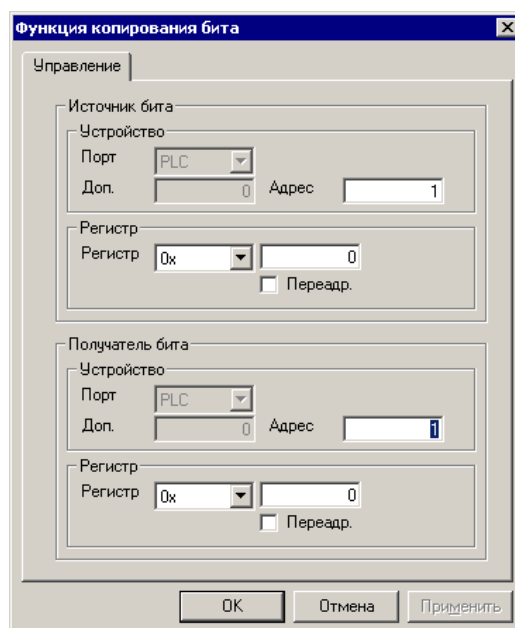 Функция копирования бита
Управление
Источник бита
Устройство
Порт PLC
Доп. 0 Адрес 1
Регистр
Регистр 0x 0
Переадр.
Получатель бита
Устройство
Порт PLC
Доп. 0 Адрес 1
Регистр
Регистр 0x 0
Переадр.
OK Отмена Применить